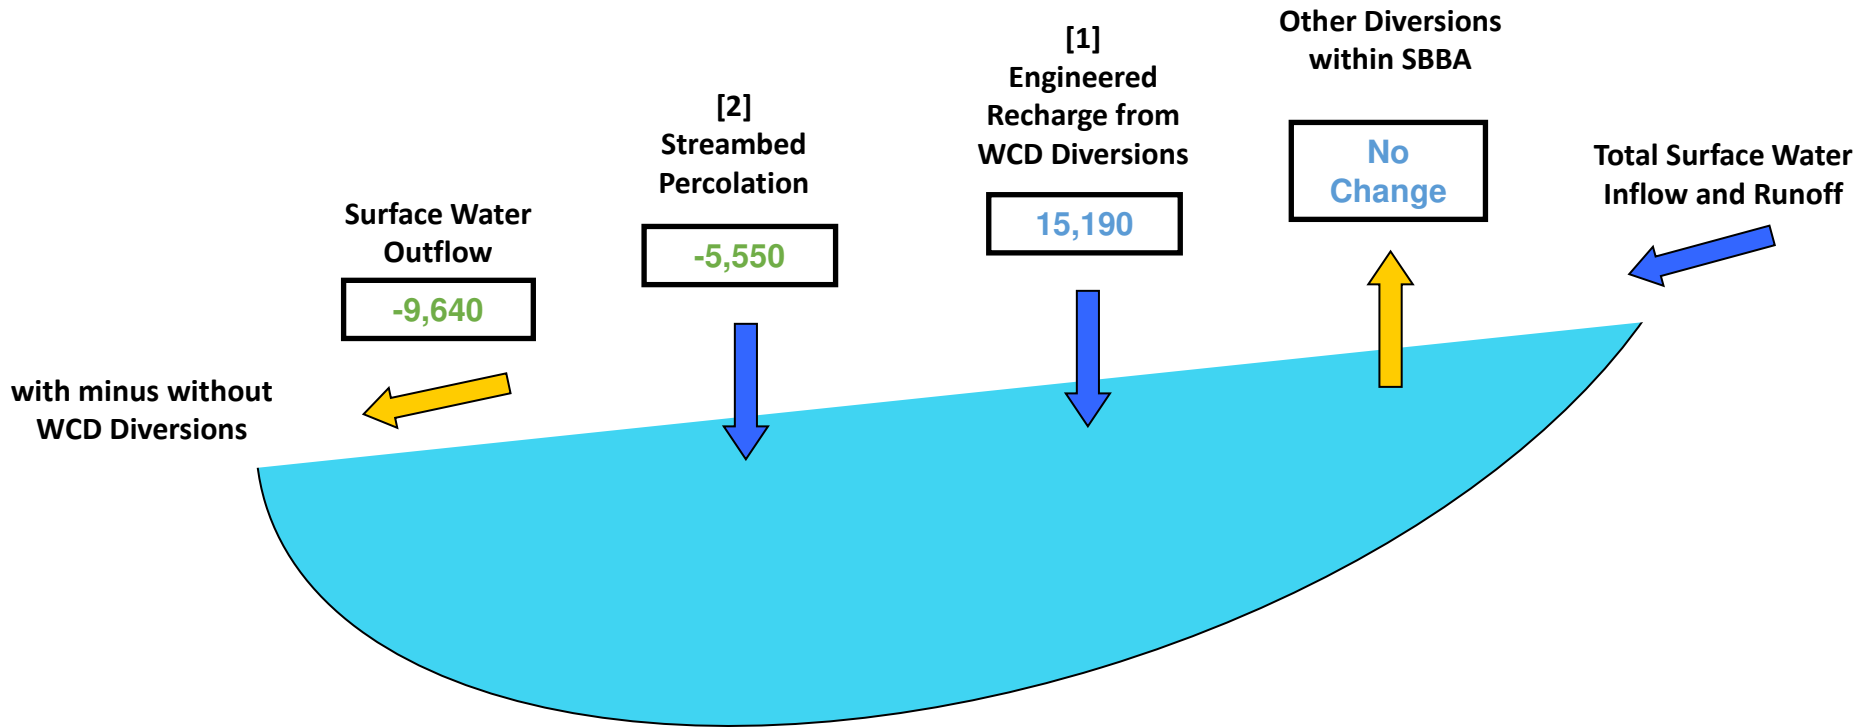 Other Diversions
within SBBA
No
Change
[1]
Engineered
Recharge from
WCD Diversions
15,190
[2]
Streambed
Percolation
-5,550
Surface Water
Outflow
-9,640
Total Surface Water
Inflow and Runoff
with minus without
WCD Diversions